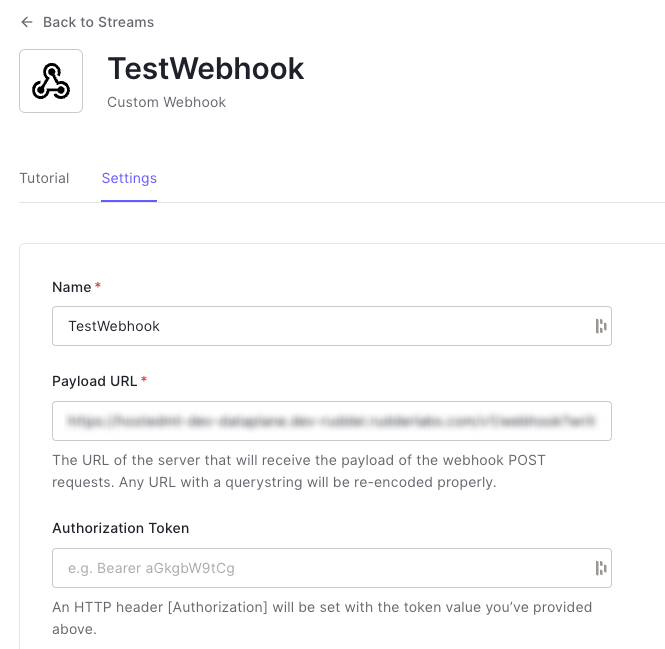 ← Back to Streams
TestWebhook
Custom Webhook
Tutorial Settings
Name *
TestWebhook
Payload URL *
The URL of the server that will receive the payload of the webhook POST
requests. Any URL with a querystring will be re-encoded properly.
Authorization Token
e.g. Bearer aGkgbW9tCg
An HTTP header [Authorization] will be set with the token value you’ve provided
above.